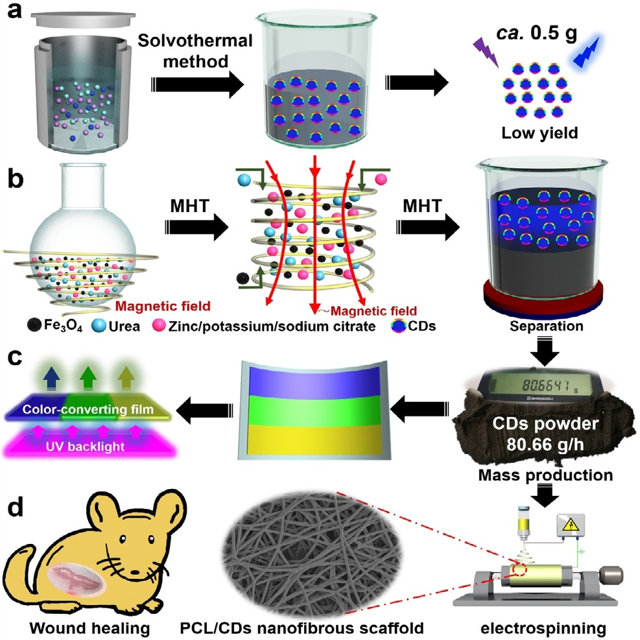 a
Solvothermal
method
ca. 0.5 g
Low yield
b
MHT
MHT
Magnetic field
~Magnetic field
Fe3O4
Urea
Zinc/potassium/sodium citrate
CDs
Separation
c
Color-converting film
UV backlight
80.6641 g
SHIMADZU
CDs powder
80.66 g/h
Mass production
d
Wound healing
PCL/CDs nanofibrous scaffold
electrospinning